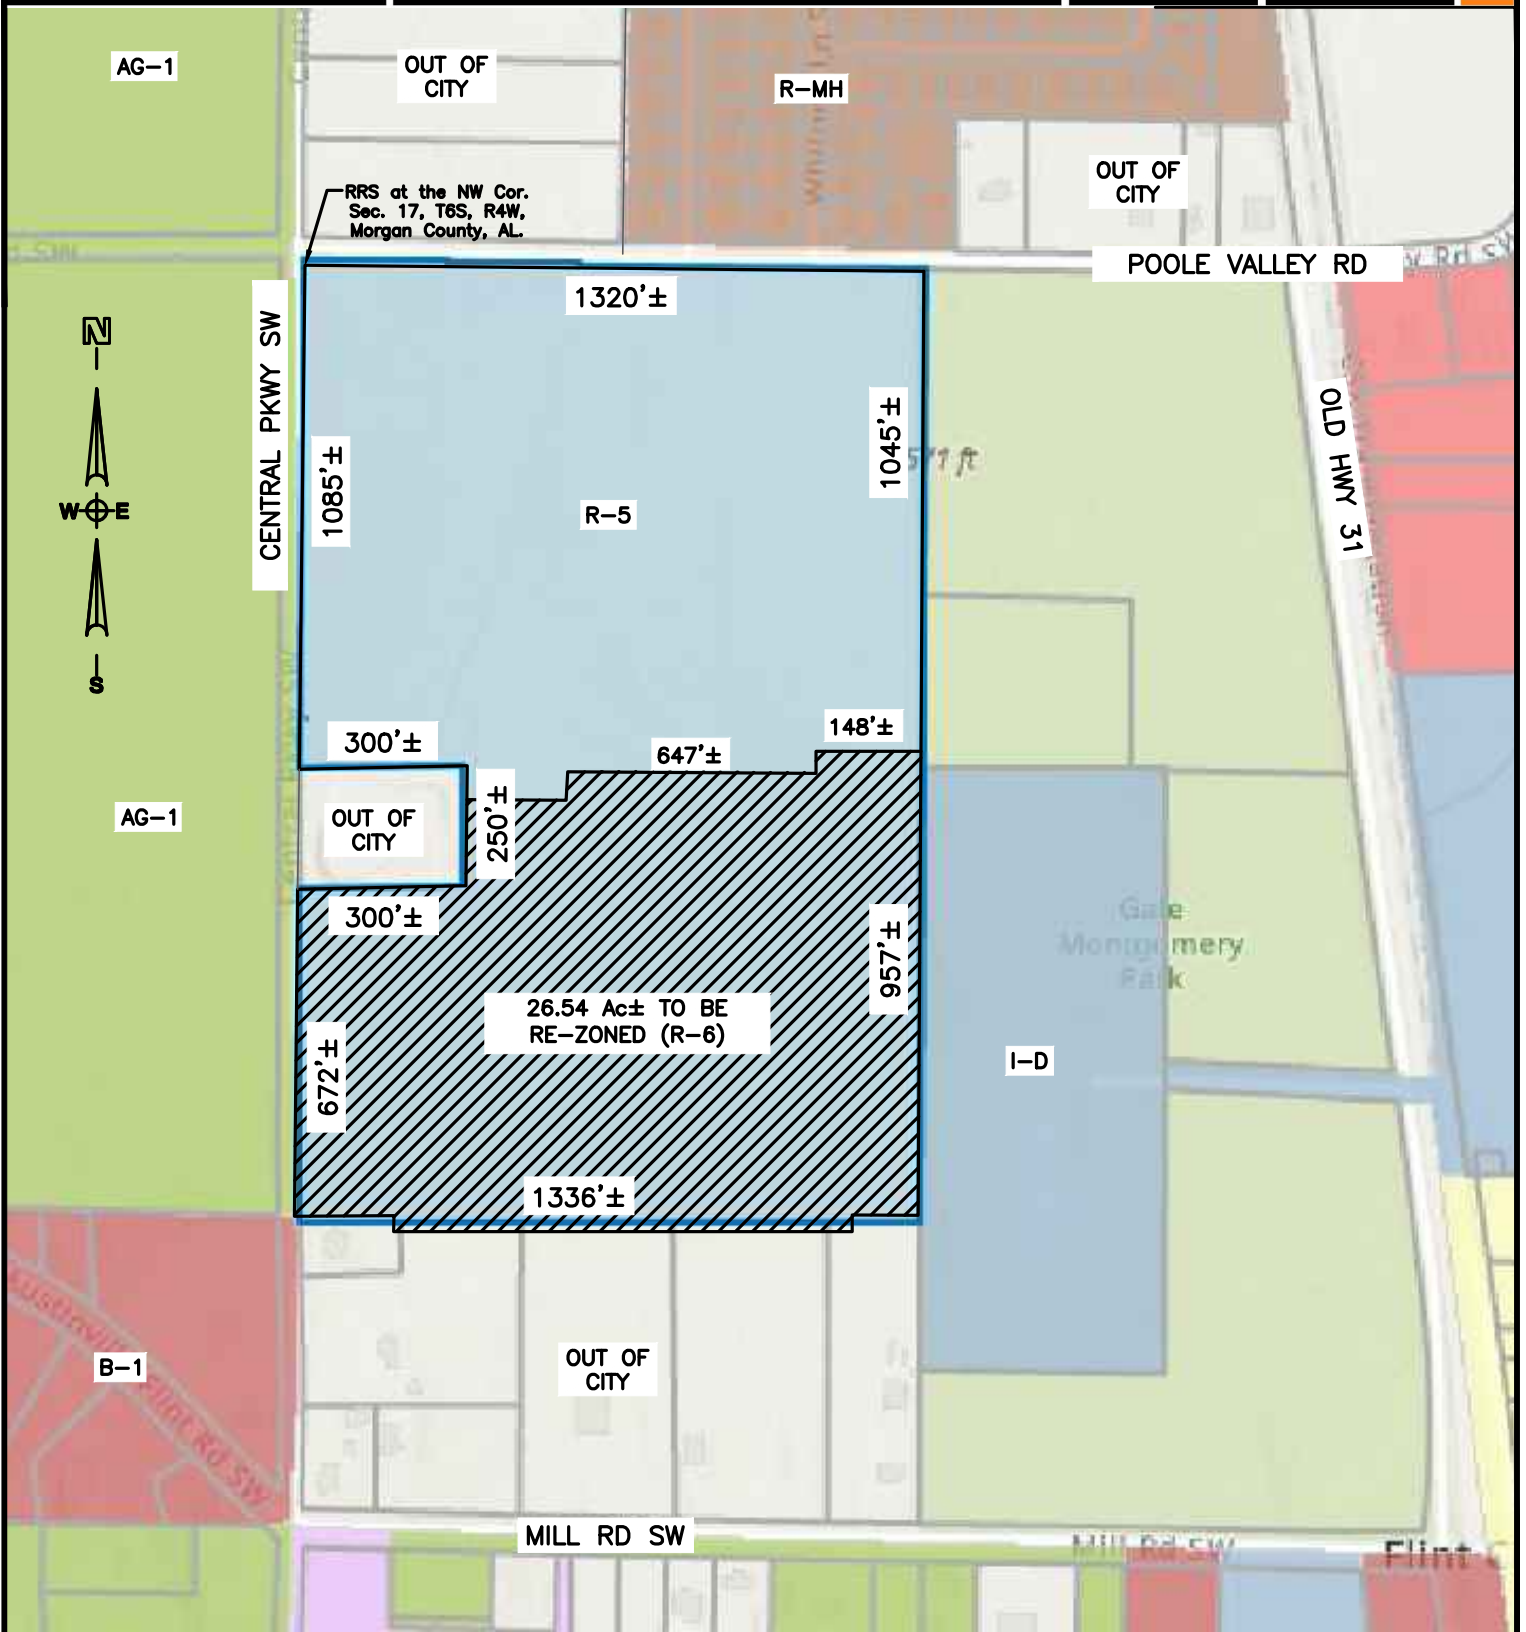 AG-1
OUT OF
CITY
R-MH
OUT OF
CITY
RRS at the NW Cor.
Sec. 17, T6S, R4W,
Morgan County, AL.
POOLE VALLEY RD
1320'±
N
CENTRAL PKWY SW
1085'±
1045'±
OLD HWY 31
R-5
W
E
S
300'±
647'±
148'±
AG-1
OUT OF
CITY
250'±
300'±
957'±
Gale
Montgomery
Park
26.54 Ac± TO BE
RE-ZONED (R-6)
672'±
I-D
1336'±
B-1
OUT OF
CITY
MILL RD SW
Mill Rd SW
Flint